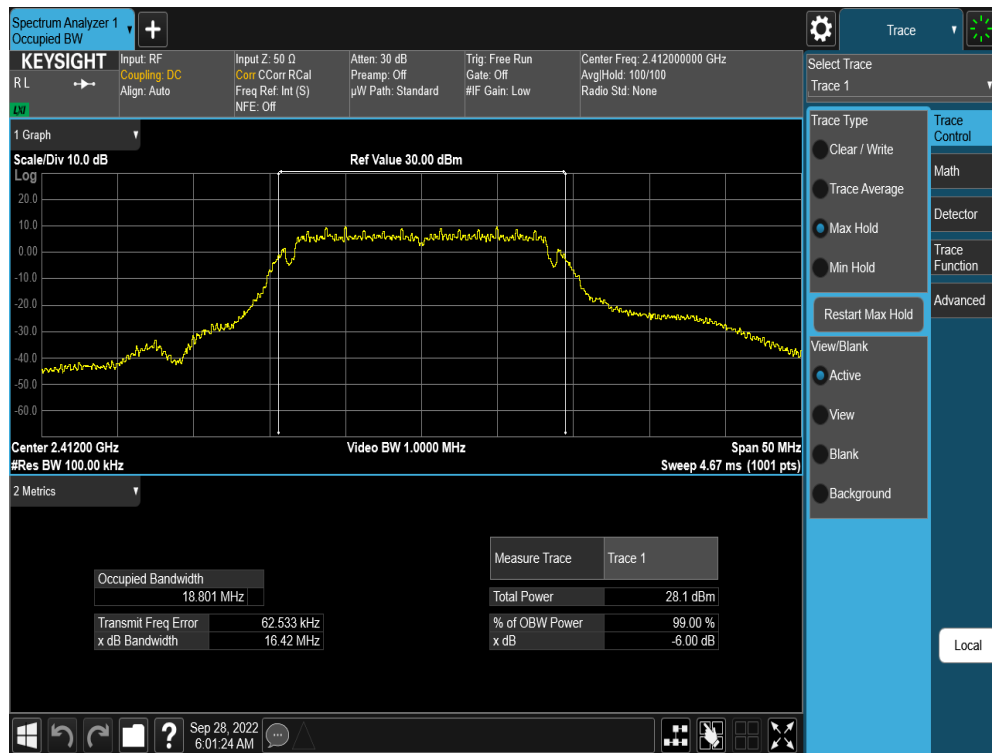 Spectrum Analyzer 1
Occupied BW
Trace
KEYSIGHT
R L
LXI
Input: RF
Coupling: DC
Align: Auto
Input Z: 50 Ω
Corr CCorr RCal
Freq Ref: Int (S)
NFE: Off
Atten: 30 dB
Preamp: Off
µW Path: Standard
Trig: Free Run
Gate: Off
#IF Gain: Low
Center Freq: 2.412000000 GHz
Avg|Hold: 100/100
Radio Std: None
1 Graph
Scale/Div 10.0 dB
Ref Value 30.00 dBm
Log
20.0
10.0
0.00
-10.0
-20.0
-30.0
-40.0
-50.0
-60.0
Center 2.41200 GHz
Video BW 1.0000 MHz
Span 50 MHz
#Res BW 100.00 kHz
Sweep 4.67 ms (1001 pts)
2 Metrics
Measure Trace
Trace 1
Occupied Bandwidth
18.801 MHz
Total Power
28.1 dBm
Transmit Freq Error
62.533 kHz
% of OBW Power
99.00 %
x dB Bandwidth
16.42 MHz
x dB
-6.00 dB
Select Trace
Trace 1
Trace Type
Clear / Write
Trace Average
Max Hold
Min Hold
Restart Max Hold
View/Blank
Active
View
Blank
Background
Trace
Control
Math
Detector
Trace
Function
Advanced
Local
?
Sep 28, 2022
6:01:24 AM